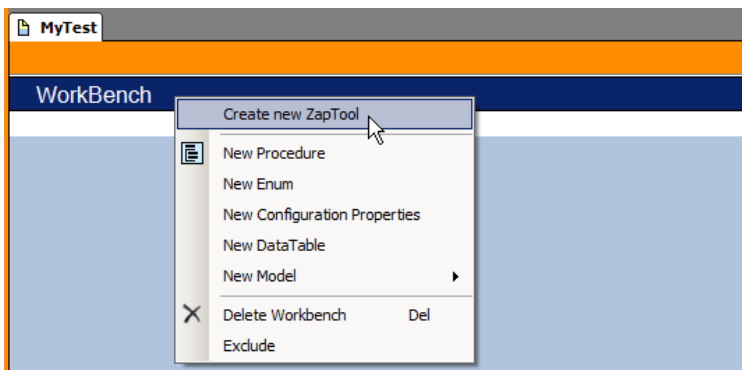 MyTest
WorkBench
Create new ZapTool
New Procedure
New Enum
New Configuration Properties
New DataTable
New Model
Delete Workbench Del
Exclude